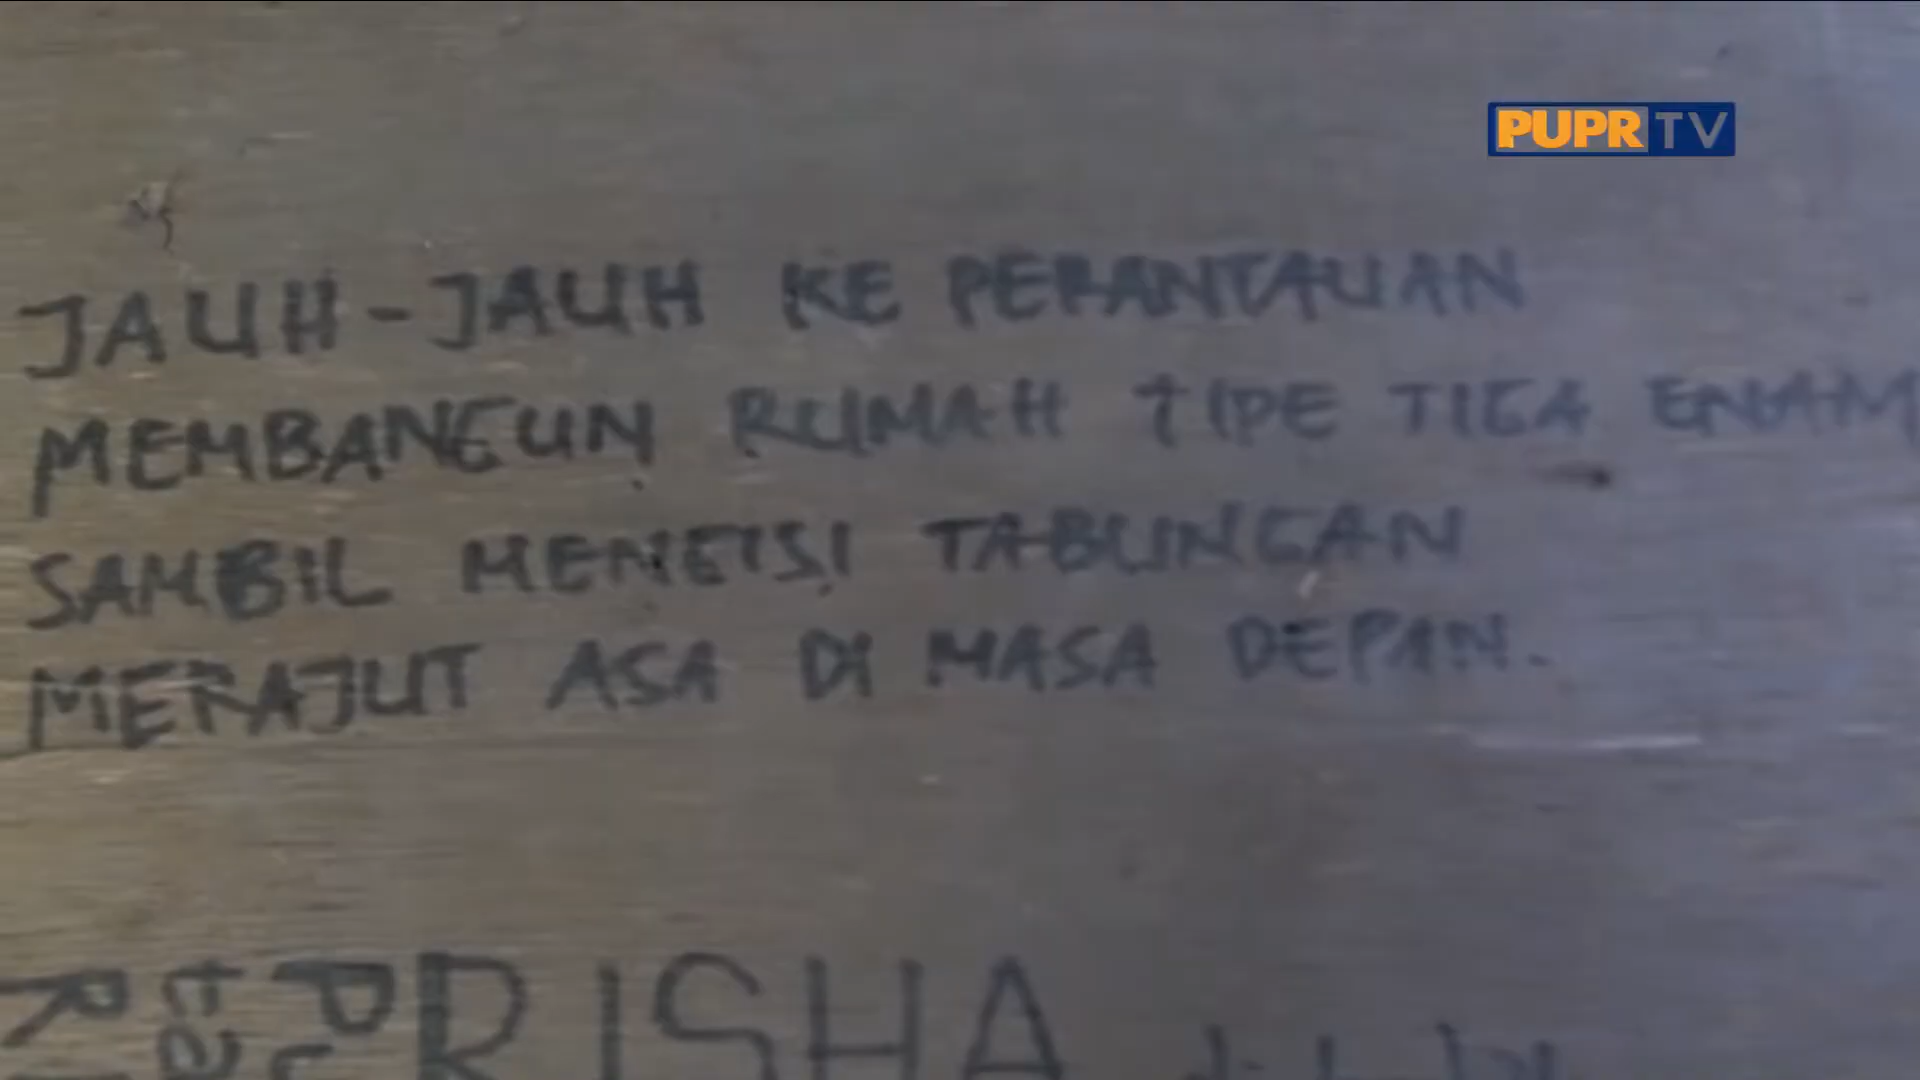 PUPR TV
JAUH-JAUH KE PERANTAUAN
MEMBANGUN RUMAH TIPE TIGA ENAM
SAMBIL MENGISI TABUNGAN
MERAJUT ASA DI MASA DEPAN.
RISHA